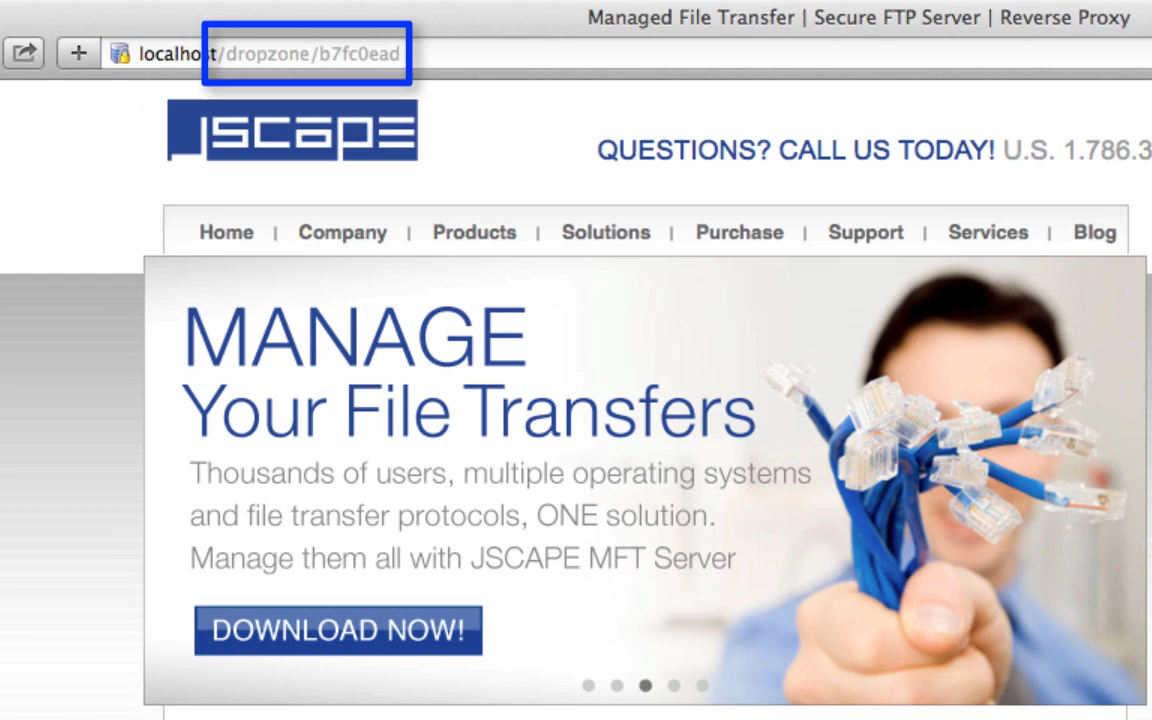 Managed File Transfer | Secure FTP Server | Reverse Proxy
localhost/dropzone/b7fc0ead
JSCAPE
QUESTIONS? CALL US TODAY! U.S. 1.786.3
Home | Company | Products | Solutions | Purchase | Support | Services | Blog
MANAGE
Your File Transfers
Thousands of users, multiple operating systems
and file transfer protocols, ONE solution.
Manage them all with JSCAPE MFT Server
DOWNLOAD NOW!